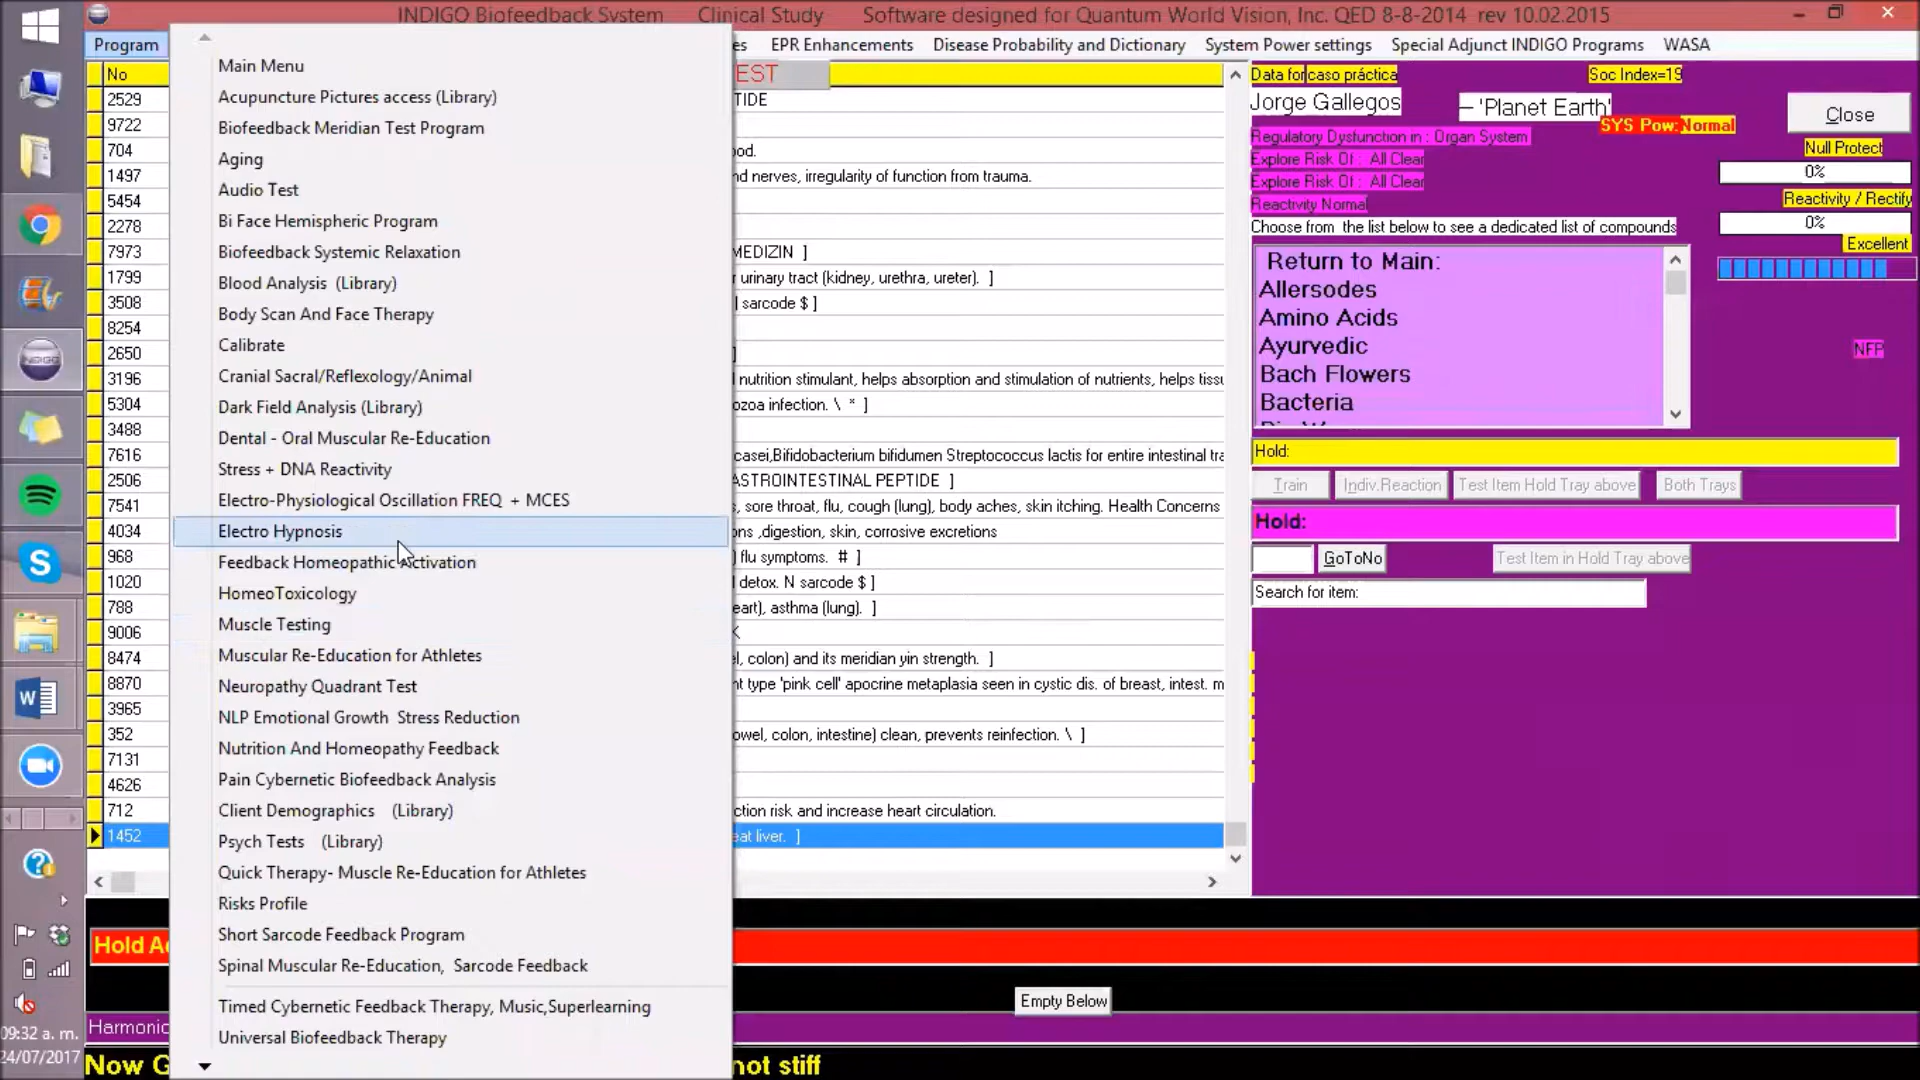 INDIGO Biofeedback System Clinical Study Software designed for Quantum World Vision, Inc. QED 8-8-2014 rev 10.02.2015
Program
es EPR Enhancements Disease Probability and Dictionary System Power settings Special Adjunct INDIGO Programs WASA
Main Menu
Acupuncture Pictures access (Library)
Biofeedback Meridian Test Program
Aging
Audio Test
Bi Face Hemispheric Program
Biofeedback Systemic Relaxation
Blood Analysis (Library)
Body Scan And Face Therapy
Calibrate
Cranial Sacral/Reflexology/Animal
Dark Field Analysis (Library)
Dental - Oral Muscular Re-Education
Stress + DNA Reactivity
Electro-Physiological Oscillation FREQ + MCES
Electro Hypnosis
Feedback Homeopathic Activation
HomeoToxicology
Muscle Testing
Muscular Re-Education for Athletes
Neuropathy Quadrant Test
NLP Emotional Growth Stress Reduction
Nutrition And Homeopathy Feedback
Pain Cybernetic Biofeedback Analysis
Client Demographics (Library)
Psych Tests (Library)
Quick Therapy- Muscle Re-Education for Athletes
Risks Profile
Short Sarcode Feedback Program
Spinal Muscular Re-Education, Sarcode Feedback
Timed Cybernetic Feedback Therapy, Music,Superlearning
Universal Biofeedback Therapy
No
2529
9722
704
1497
5454
2278
7973
1799
3508
8254
2650
3196
5304
3488
7616
2506
7541
4034
968
1020
788
9006
8474
8870
3965
352
7131
4626
712
1452
EST
TIDE
ood.
nd nerves, irregularity of function from trauma.
MEDIZIN ]
r urinary tract (kidney, urethra, ureter). ]
| sarcode $ ]
]
l nutrition stimulant, helps absorption and stimulation of nutrients, helps tissu
ozoa infection. \ * ]
casei,Bifidobacterium bifidumen Streptococcus lactis for entire intestinal tra
ASTROINTESTINAL PEPTIDE ]
s, sore throat, flu, cough (lung), body aches, skin itching. Health Concerns
ons ,digestion, skin, corrosive excretions
) flu symptoms. # ]
l detox. N sarcode $ ]
eart), asthma (lung). ]
K
el, colon) and its meridian yin strength. ]
nt type 'pink cell' apocrine metaplasia seen in cystic dis. of breast, intest. m
owel, colon, intestine) clean, prevents reinfection. \ ]
ction risk and increase heart circulation.
eat liver. ]
Data for caso práctica Soc Index=19
Jorge Gallegos – 'Planet Earth'
SYS Pow: Normal
Close
Regulatory Dysfunction in : Organ System
Null Protect
Explore Risk Of : All Clear
0%
Explore Risk Of : All Clear
Reactivity Normal
Reactivity / Rectify
0%
Choose from the list below to see a dedicated list of compounds
Excellent
Return to Main:
Allersodes
Amino Acids
Ayurvedic
Bach Flowers
Bacteria
NFP
Hold:
Train Indiv.Reaction Test Item Hold Tray above Both Trays
Hold:
GoToNo Test Item in Hold Tray above
Search for item:
Empty Below
Harmonic
Now G not stiff
INDIGO
W
09:32 a. m.
24/07/2017